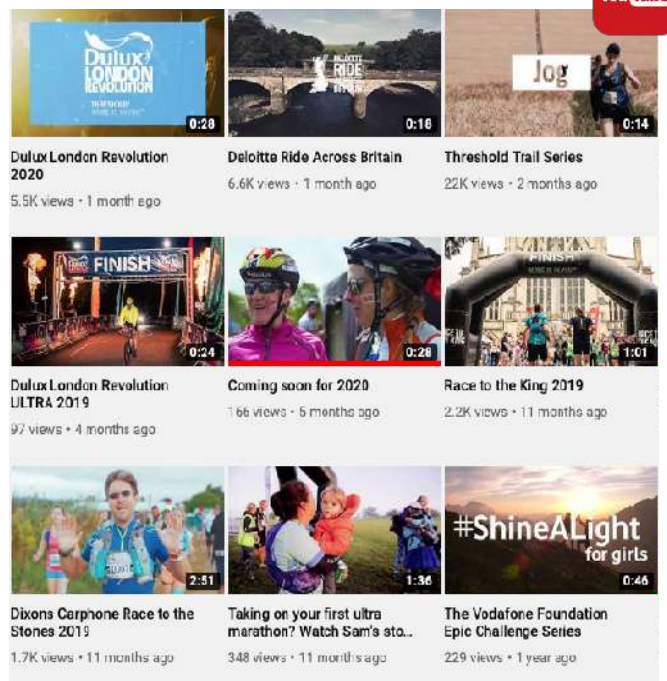 Dulux
LONDON
REVOLUTION
0:28
DELOITTE
RIDE
ACROSS
BRITAIN
0:18
Jog
0:14
Dulux London Revolution
2020
5.5K views • 1 month ago
Deloitte Ride Across Britain
6.6K views • 1 month ago
Threshold Trail Series
22K views • 2 months ago
FINISH
0:24
0:28
FINISH
1:01
Dulux London Revolution
ULTRA 2019
97 views • 4 months ago
Coming soon for 2020
166 views • 5 months ago
Race to the King 2019
2.2K views • 11 months ago
2:51
1:36
#ShineALight
for girls
0:46
Dixons Carphone Race to the
Stones 2019
1.7K views • 11 months ago
Taking on your first ultra
marathon? Watch Sam's sto...
348 views • 11 months ago
The Vodafone Foundation
Epic Challenge Series
229 views • 1 year ago